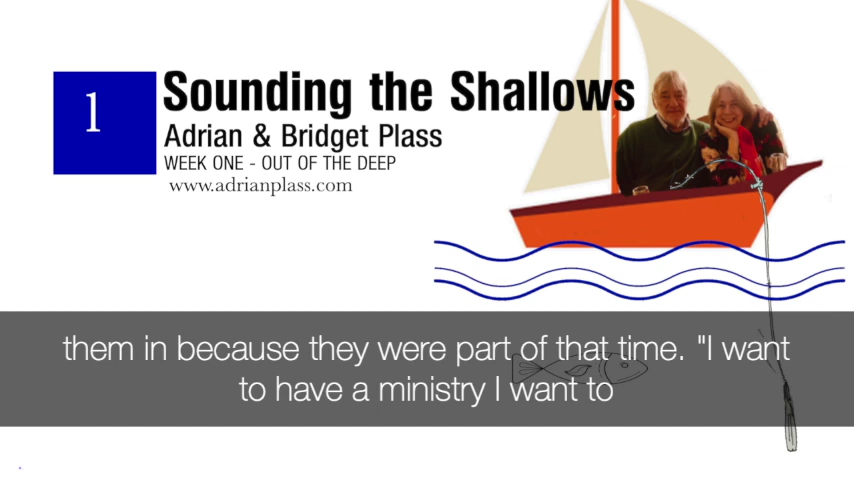 1
Sounding the Shallows
Adrian & Bridget Plass
WEEK ONE - OUT OF THE DEEP
www.adrianplass.com
them in because they were part of that time. "I want
to have a ministry I want to